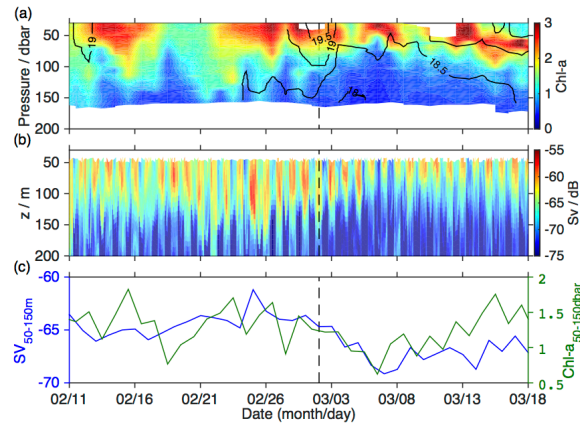 (a)
Pressure / dbar
50
100
150
200
19
19.5
19
18.5
18
3
2
1
0
Chl-a
(b)
z / m
50
100
150
200
-55
-60
-65
-70
-75
Sv / dB
(c)
SV50-150m
-60
-65
-70
2
1.5
1
0.5
Chl-a50-150dbar
02/11 02/16 02/21 02/26 03/03 03/08 03/13 03/18
Date (month/day)